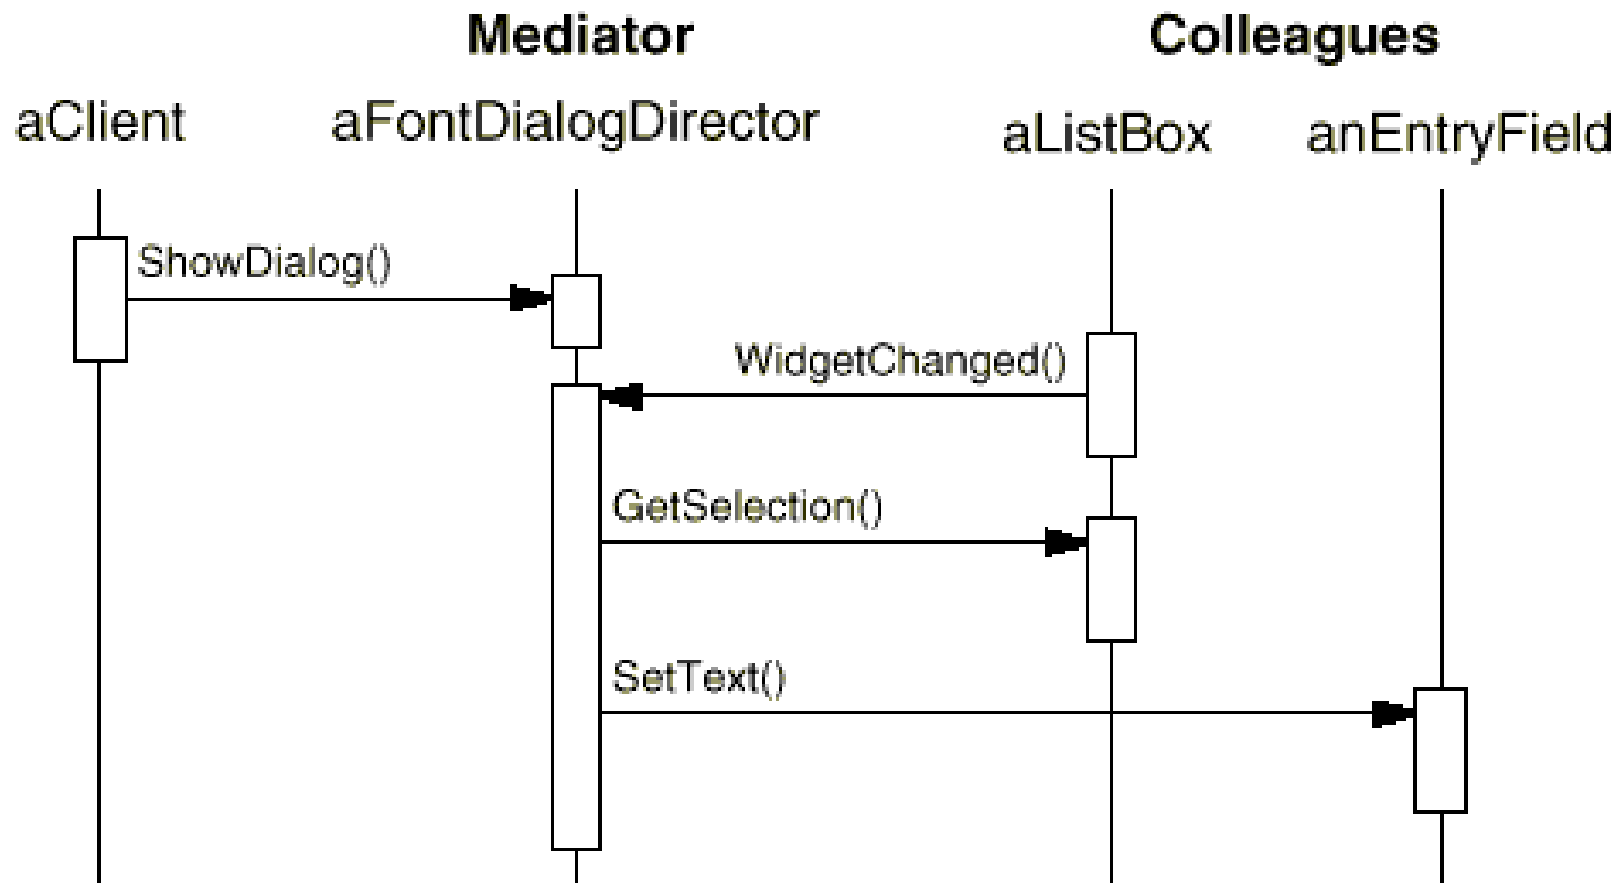 Mediator Colleagues
aClient aFontDialogDirector aListBox anEntryField
ShowDialog()
WidgetChanged()
GetSelection()
SetText()